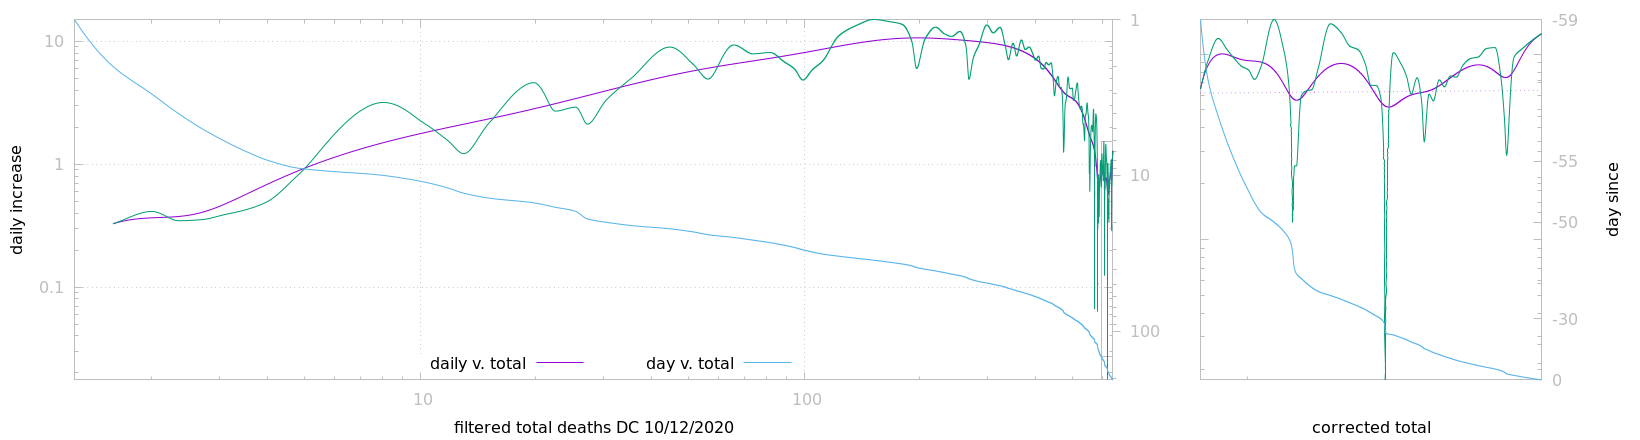 10
1
0.1
daily increase
10
100
filtered total deaths DC 10/12/2020
daily v. total
day v. total
1
10
100
-59
-55
-50
-30
0
day since
corrected total